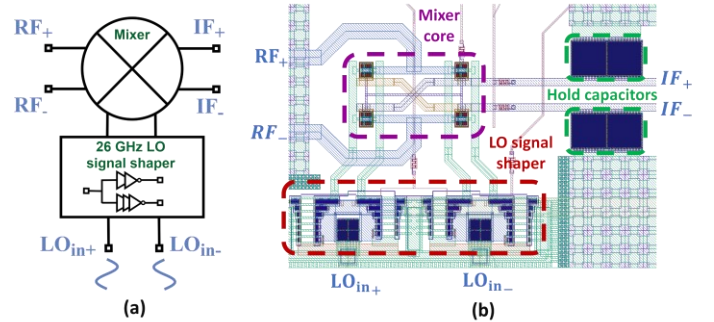 RF+
Mixer
IF+
RF-
IF-
26 GHz LO
signal shaper
LOin+
LOin-
(a)
Mixer
core
RF+
IF+
Hold capacitors
RF−
IF−
LO signal
shaper
LOin+
LOin−
(b)